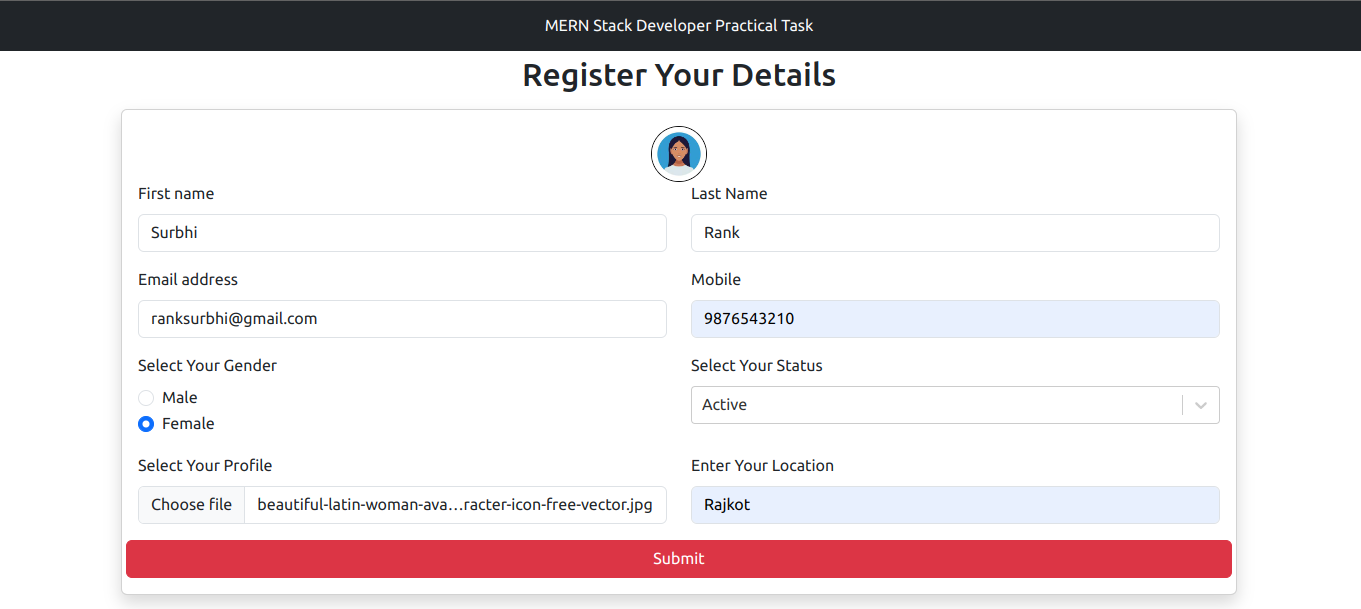 MERN Stack Developer Practical Task
Register Your Details
First name
Last Name
Surbhi
Rank
Email address
Mobile
ranksurbhi@gmail.com
9876543210
Select Your Gender
Select Your Status
Male
Active
Female
Select Your Profile
Enter Your Location
Choose file
beautiful-latin-woman-ava...racter-icon-free-vector.jpg
Rajkot
Submit